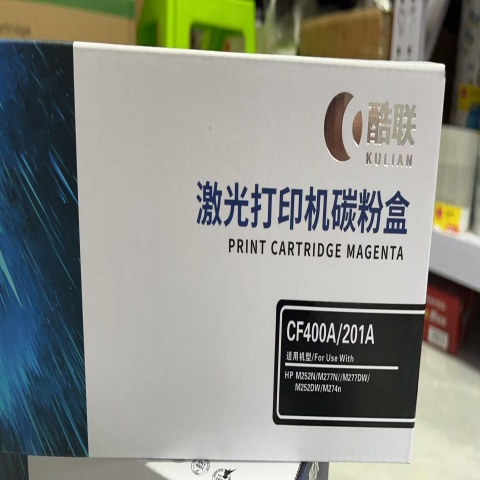 cartridge
酷联
KULIAN
激光打印机碳粉盒
PRINT CARTRIDGE MAGENTA
CF400A/201A
适用机型/For Use With
HP M252N/M277N//M277DW/
M252DW/M274n